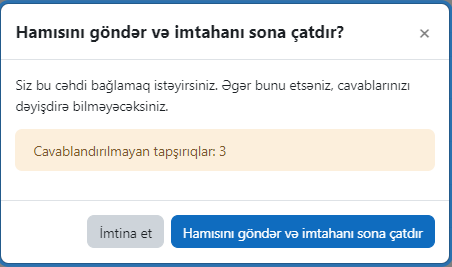 Hamısını göndər və imtahanı sona çatdır?
×
Siz bu cəhdi bağlamaq istəyirsiniz. Əgər bunu etsəniz, cavablarınızı
dəyişdirə bilməyəcəksiniz.
Cavablandırılmayan tapşırıqlar: 3
İmtina et
Hamısını göndər və imtahanı sona çatdır